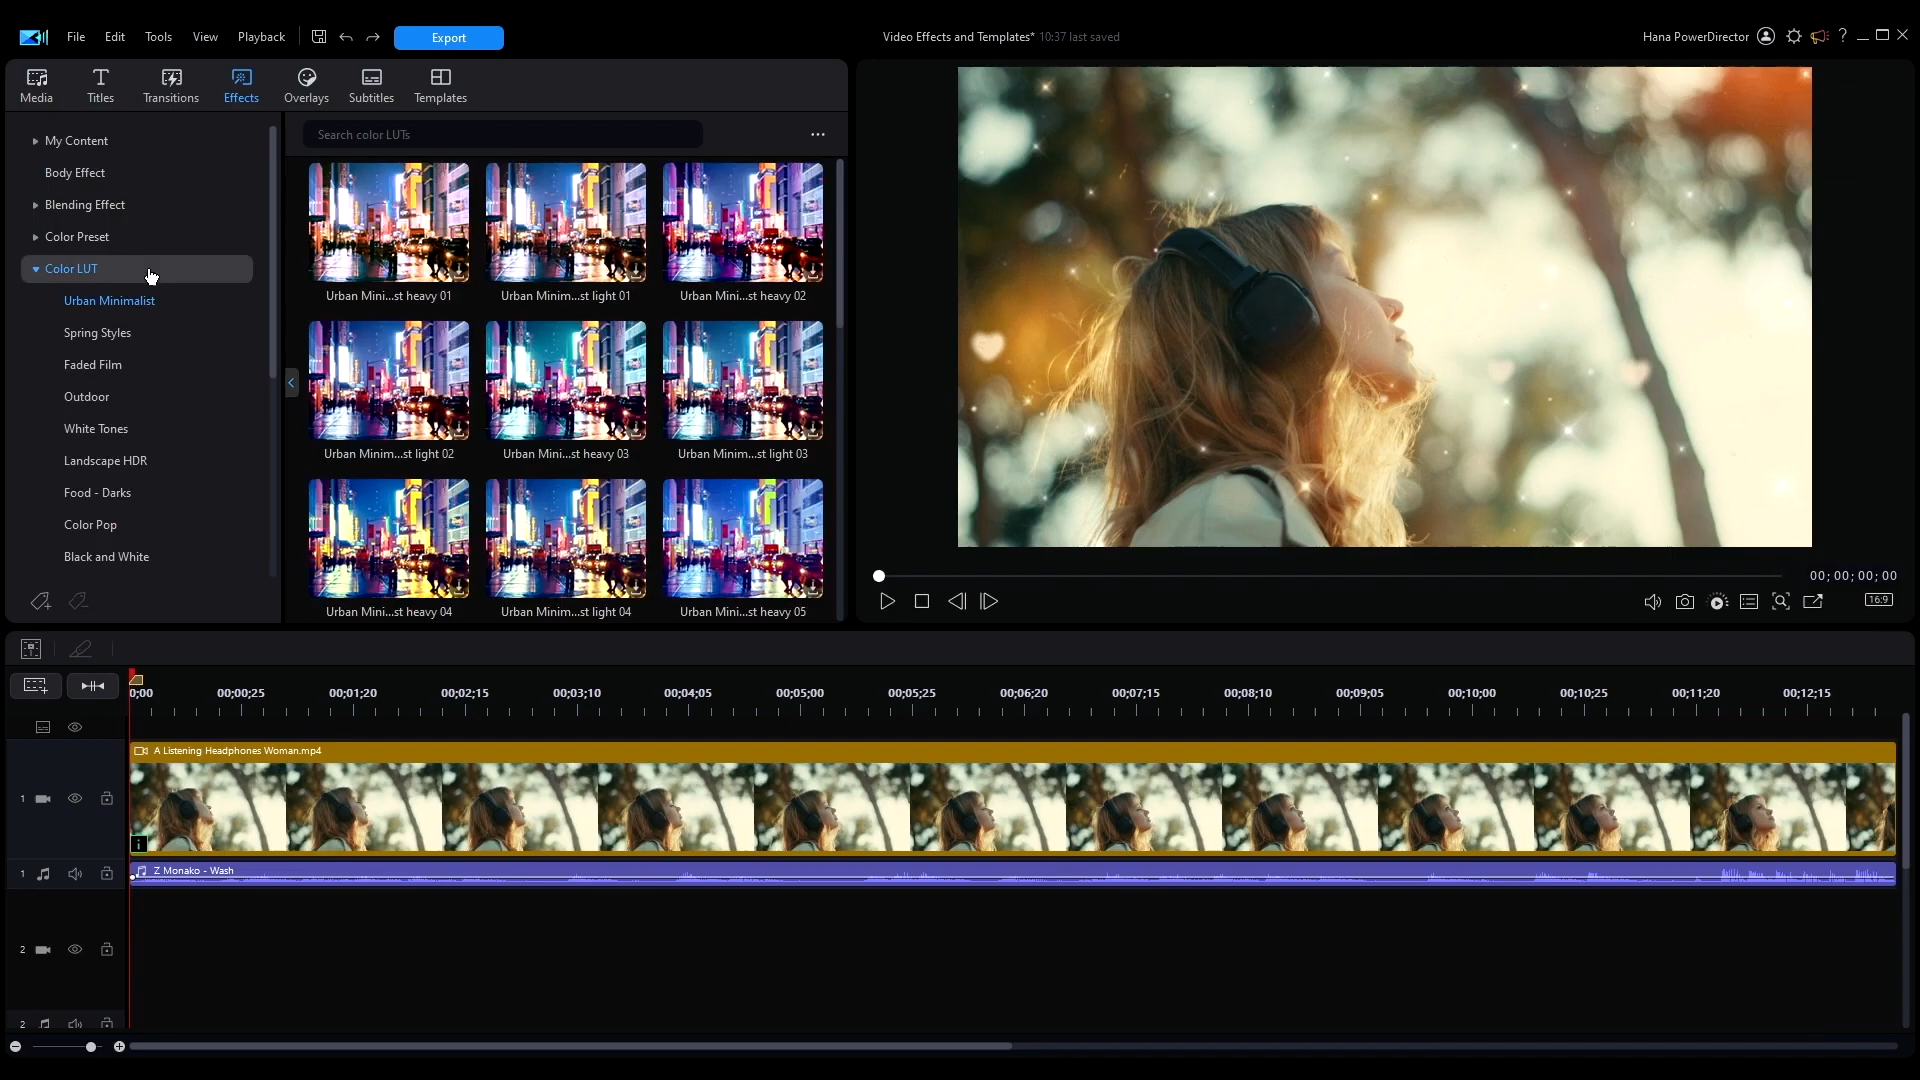 File Edit Tools View Playback Export Video Effects and Templates* 10:37 last saved Hana PowerDirector ?
Media Titles Transitions Effects Overlays Subtitles Templates
My Content
Body Effect
Blending Effect
Color Preset
Color LUT
Urban Minimalist
Spring Styles
Faded Film
Outdoor
White Tones
Landscape HDR
Food - Darks
Color Pop
Black and White
Search color LUTs
Urban Mini...st heavy 01 Urban Minim...st light 01 Urban Mini...st heavy 02
Urban Minim...st light 02 Urban Mini...st heavy 03 Urban Minim...st light 03
Urban Mini...st heavy 04 Urban Minim...st light 04 Urban Mini...st heavy 05
00;00;00;00
16:9
0;00 00;00;25 00;01;20 00;02;15 00;03;10 00;04;05 00;05;00 00;05;25 00;06;20 00;07;15 00;08;10 00;09;05 00;10;00 00;10;25 00;11;20 00;12;15
A Listening Headphones Woman.mp4
1
i
1 Z Monako - Wash
2
2